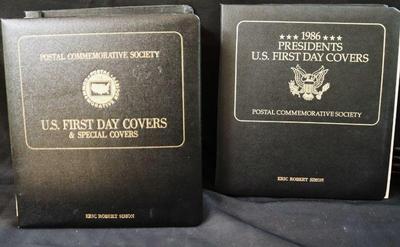 POSTAL COMMEMORATIVE SOCIETY
U.S. FIRST DAY COVERS
& SPECIAL COVERS
ERIC ROBERT SIMON
1986
PRESIDENTS
U.S. FIRST DAY COVERS
POSTAL COMMEMORATIVE SOCIETY
ERIC ROBERT SIMON